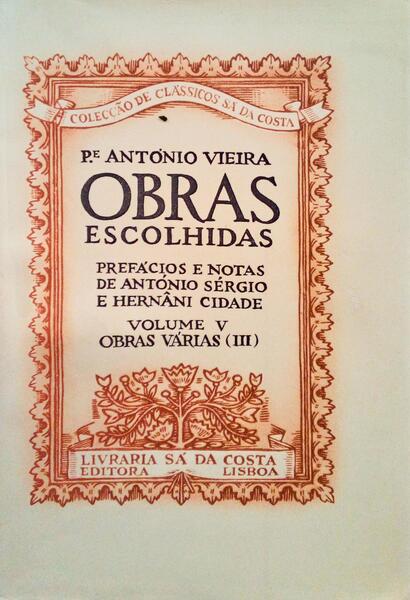 COLECÇÃO DE CLÁSSICOS SÁ DA COSTA
P.E ANTÓNIO VIEIRA
OBRAS
ESCOLHIDAS
PREFÁCIOS E NOTAS
DE ANTÓNIO SÉRGIO
E HERNÂNI CIDADE
VOLUME V
OBRAS VÁRIAS (III)
LIVRARIA SÁ DA COSTA
EDITORA LISBOA